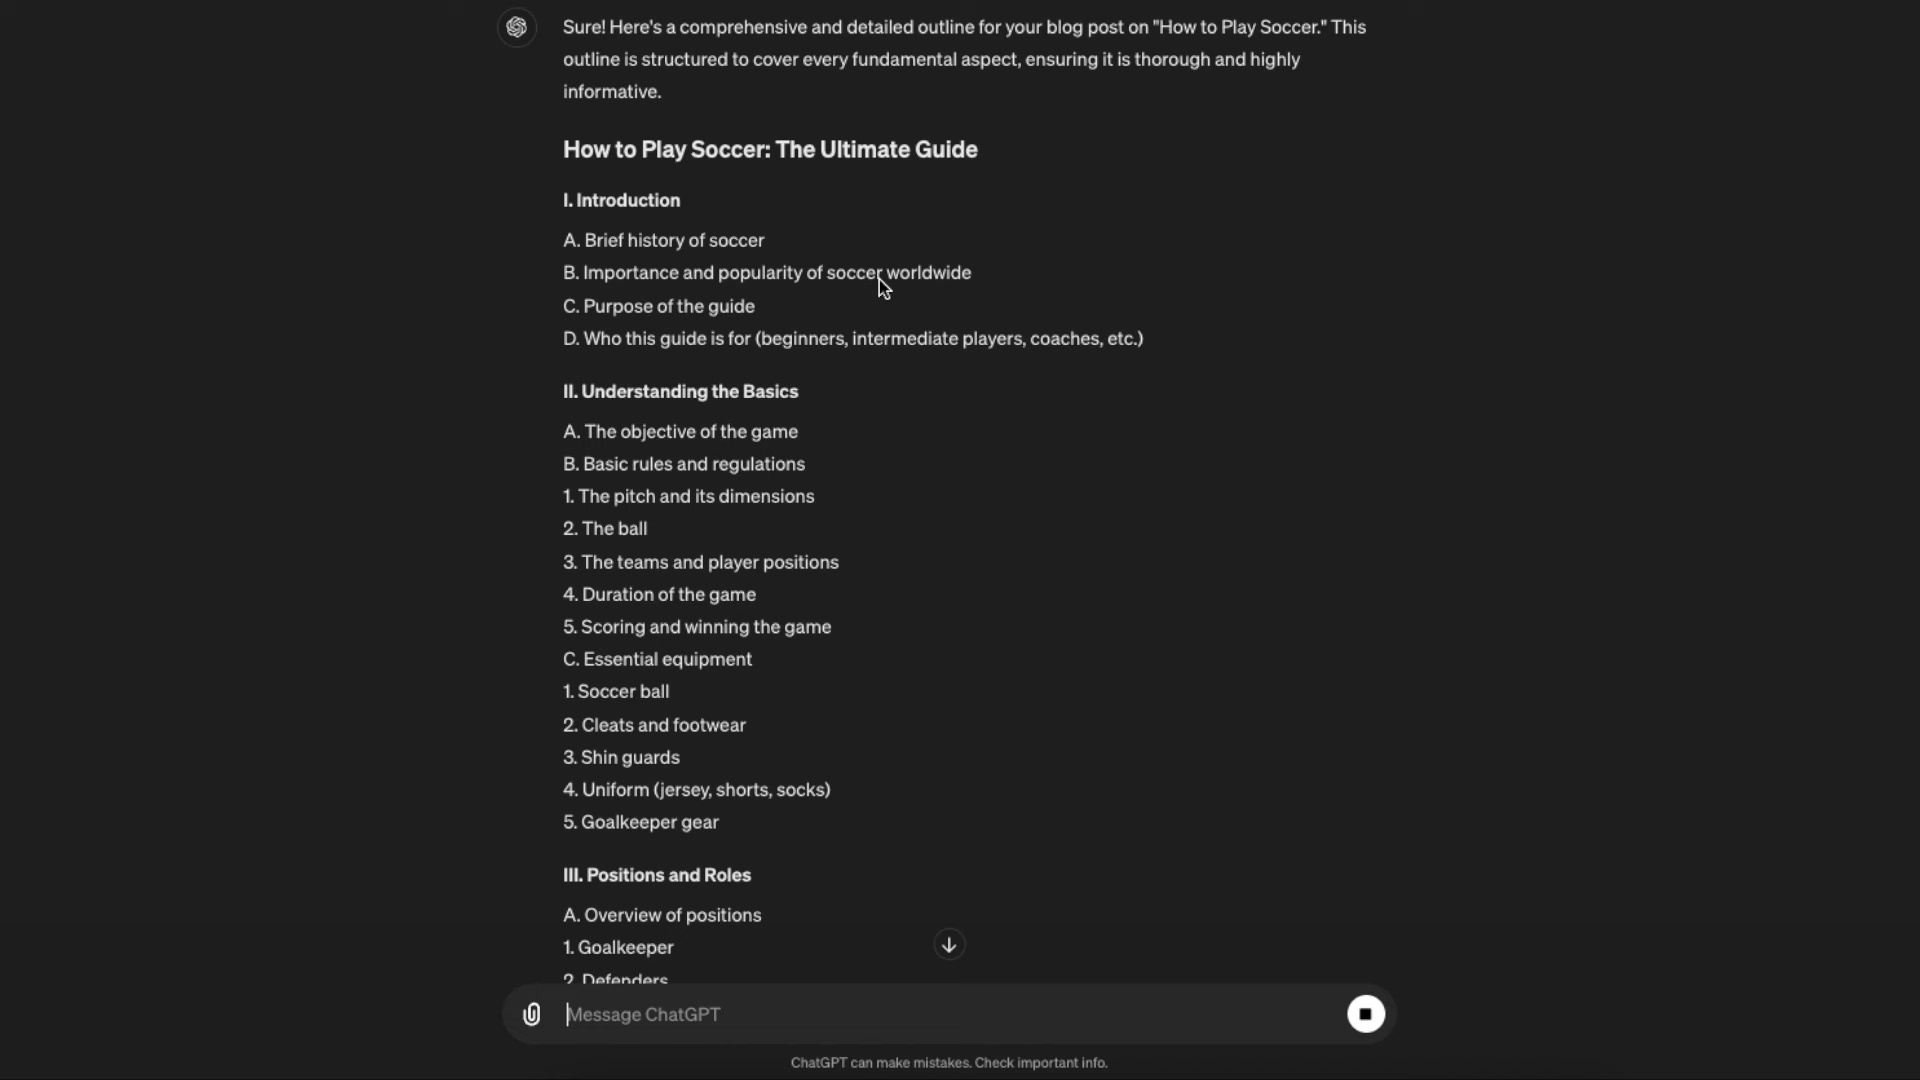 Sure! Here's a comprehensive and detailed outline for your blog post on "How to Play Soccer." This
outline is structured to cover every fundamental aspect, ensuring it is thorough and highly
informative.
How to Play Soccer: The Ultimate Guide
I. Introduction
A. Brief history of soccer
B. Importance and popularity of soccer worldwide
C. Purpose of the guide
D. Who this guide is for (beginners, intermediate players, coaches, etc.)
II. Understanding the Basics
A. The objective of the game
B. Basic rules and regulations
1. The pitch and its dimensions
2. The ball
3. The teams and player positions
4. Duration of the game
5. Scoring and winning the game
C. Essential equipment
1. Soccer ball
2. Cleats and footwear
3. Shin guards
4. Uniform (jersey, shorts, socks)
5. Goalkeeper gear
III. Positions and Roles
A. Overview of positions
1. Goalkeeper
2. Defenders
Message ChatGPT
ChatGPT can make mistakes. Check important info.